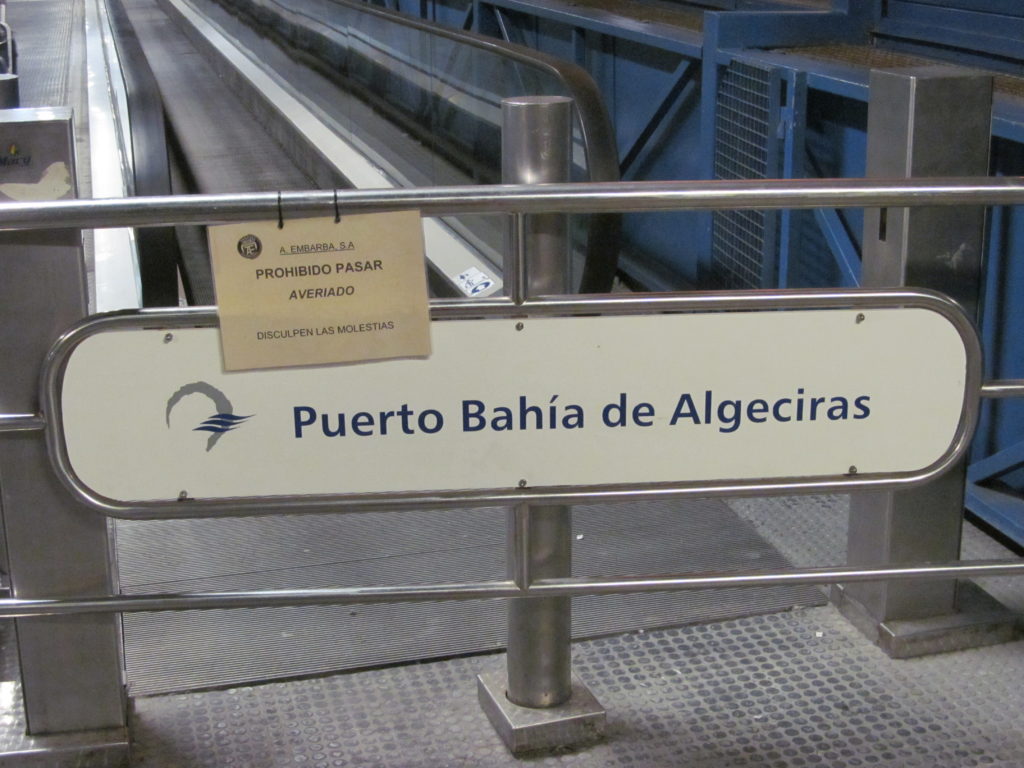 A. EMBARBA, S.A
PROHIBIDO PASAR
AVERIADO
DISCULPEN LAS MOLESTIAS
Puerto Bahía de Algeciras